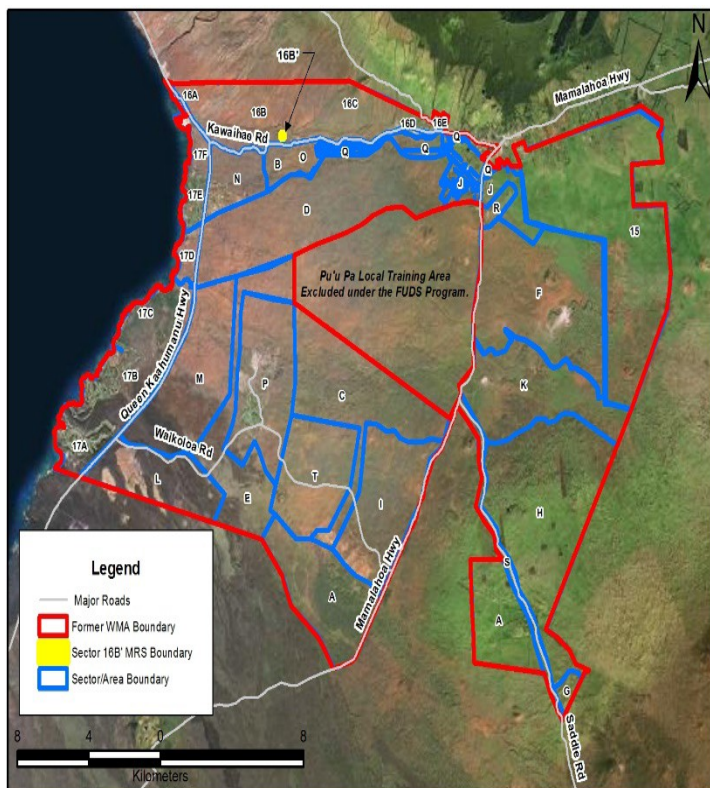 16B'
N
Mamalahoa Hwy
16A
16B
16C
16D
16E
Kawaihae Rd
17F
N
B
O
Q
Q
Q
Q
J
J
R
17E
D
15
17D
Pu'u Pa Local Training Area
Excluded under the FUDS Program.
F
17C
Queen Kaahumanu Hwy
17B
M
P
C
K
17A
Waikoloa Rd
L
E
T
I
H
Mamalahoa Hwy
A
S
A
G
Saddle Rd
Legend
Major Roads
Former WMA Boundary
Sector 16B' MRS Boundary
Sector/Area Boundary
8 4 0 8
Kilometers